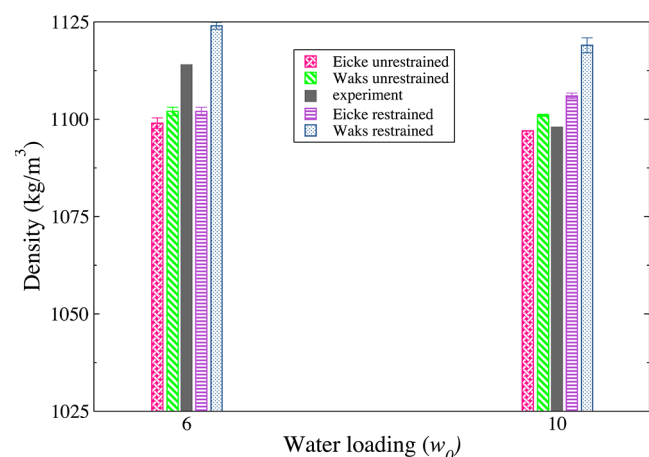 1125
1100
1075
1050
1025
Density (kg/m³)
Eicke unrestrained
Waks unrestrained
experiment
Eicke restrained
Waks restrained
6
10
Water loading (w₀)